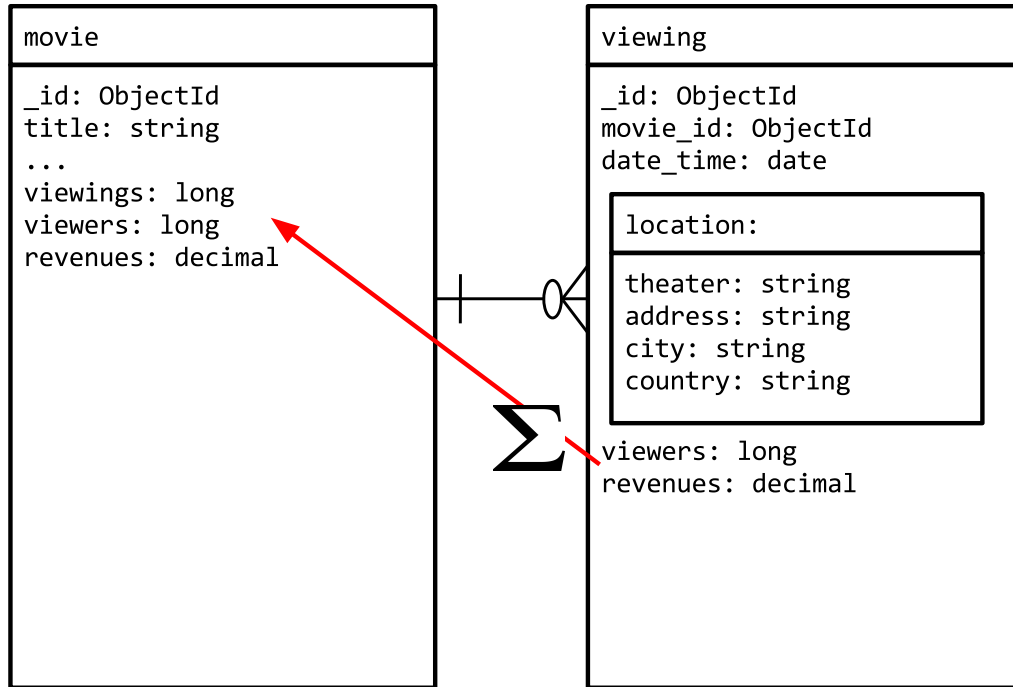 movie
_id: ObjectId
title: string
...
viewings: long
viewers: long
revenues: decimal
Σ
viewing
_id: ObjectId
movie_id: ObjectId
date_time: date
location:
theater: string
address: string
city: string
country: string
viewers: long
revenues: decimal